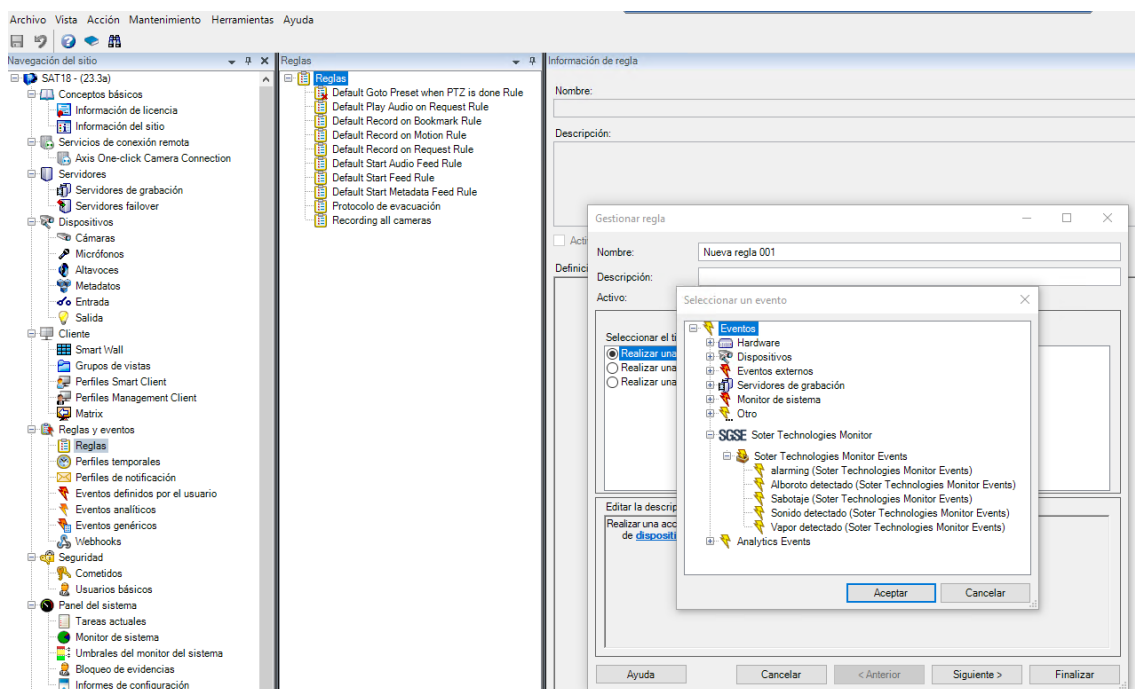 Archivo Vista Acción Mantenimiento Herramientas Ayuda
Navegación del sitio
SAT18 - (23.3a)
Conceptos básicos
Información de licencia
Información del sitio
Servicios de conexión remota
Axis One-click Camera Connection
Servidores
Servidores de grabación
Servidores failover
Dispositivos
Cámaras
Micrófonos
Altavoces
Metadatos
Entrada
Salida
Cliente
Smart Wall
Grupos de vistas
Perfiles Smart Client
Perfiles Management Client
Matrix
Reglas y eventos
Reglas
Perfiles temporales
Perfiles de notificación
Eventos definidos por el usuario
Eventos analíticos
Eventos genéricos
Webhooks
Seguridad
Cometidos
Usuarios básicos
Panel del sistema
Tareas actuales
Monitor de sistema
Umbrales del monitor del sistema
Bloqueo de evidencias
Informes de configuración
Reglas
Reglas
Default Goto Preset when PTZ is done Rule
Default Play Audio on Request Rule
Default Record on Bookmark Rule
Default Record on Motion Rule
Default Record on Request Rule
Default Start Audio Feed Rule
Default Start Feed Rule
Default Start Metadata Feed Rule
Protocolo de evacuación
Recording all cameras
Información de regla
Nombre:
Descripción:
Acti
Definici
Gestionar regla
Nombre: Nueva regla 001
Descripción:
Activo:
Seleccionar el ti
Realizar una
Realizar una
Realizar una
Editar la descrip
Realizar una acc
de dispositi
Ayuda Cancelar < Anterior Siguiente > Finalizar
Seleccionar un evento
Eventos
Hardware
Dispositivos
Eventos externos
Servidores de grabación
Monitor de sistema
Otro
SGSE Soter Technologies Monitor
Soter Technologies Monitor Events
alarming (Soter Technologies Monitor Events)
Alboroto detectado (Soter Technologies Monitor Events)
Sabotaje (Soter Technologies Monitor Events)
Sonido detectado (Soter Technologies Monitor Events)
Vapor detectado (Soter Technologies Monitor Events)
Analytics Events
Aceptar Cancelar